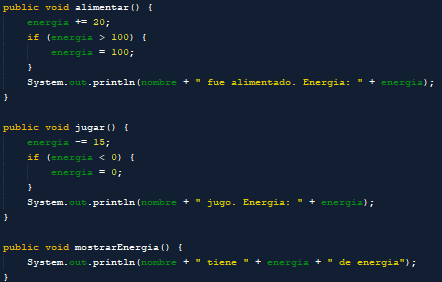 public void alimentar() {
energia += 20;
if (energia > 100) {
energia = 100;
}
System.out.println(nombre + " fue alimentado. Energia: " + energia);
}
public void jugar() {
energia -= 15;
if (energia < 0) {
energia = 0;
}
System.out.println(nombre + " jugo. Energia: " + energia);
}
public void mostrarEnergia() {
System.out.println(nombre + " tiene " + energia + " de energia");
}